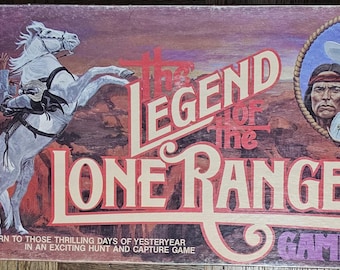 the
LEGEND
of the
LONE RANGE
RN TO THOSE THRILLING DAYS OF YESTERYEAR
IN AN EXCITING HUNT AND CAPTURE GAME
GAM